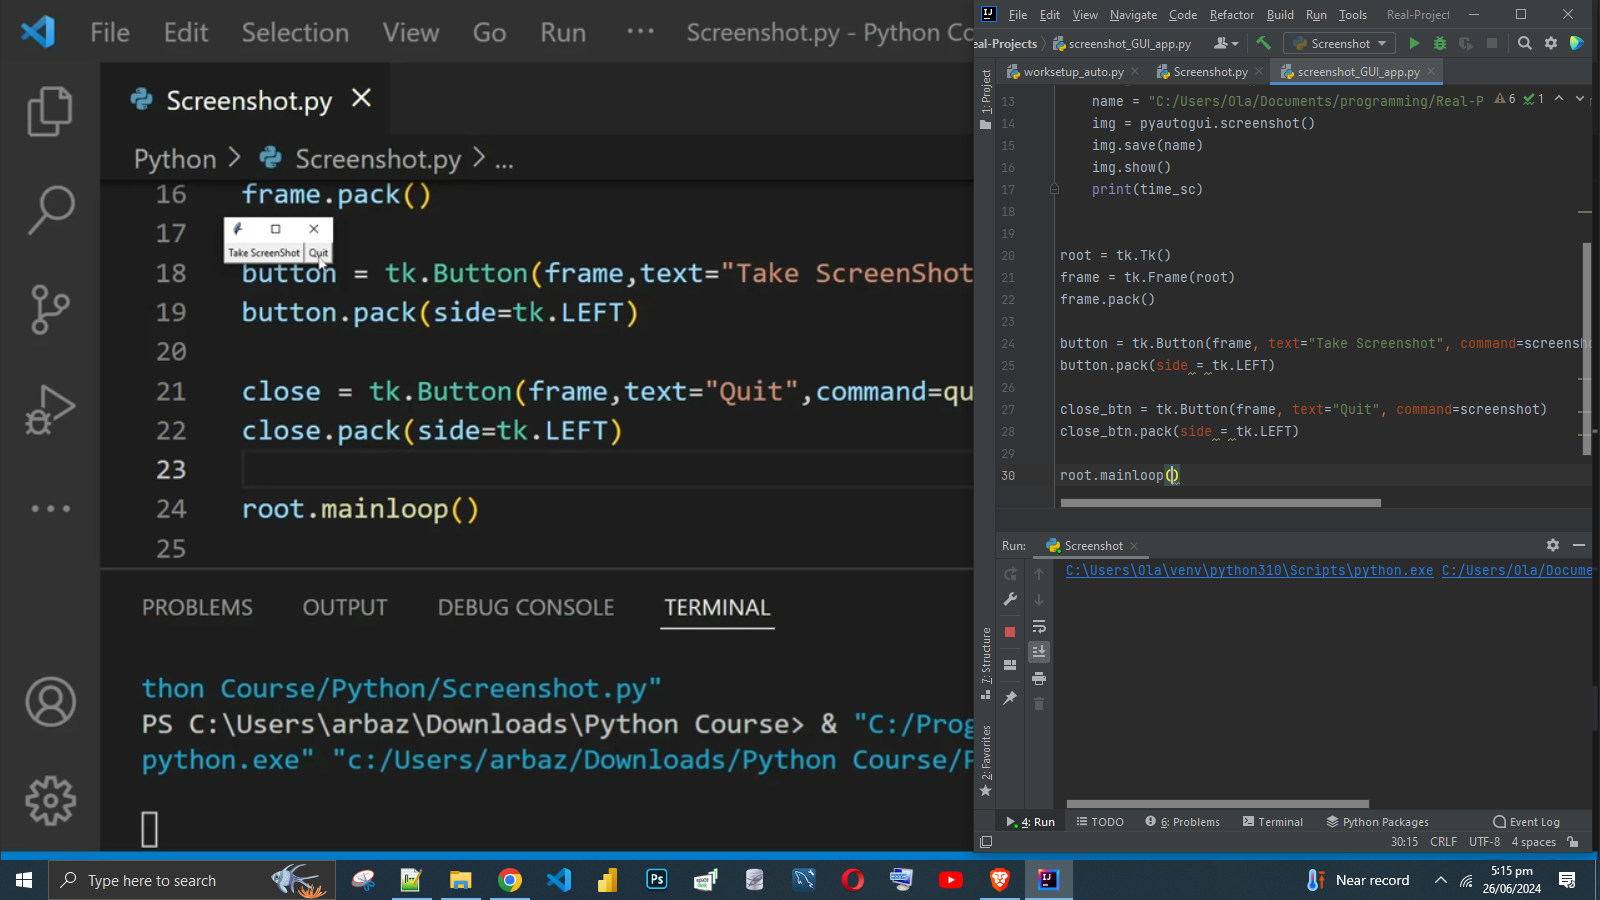 File Edit Selection View Go Run ··· Screenshot.py - Python Co
Screenshot.py
Python > Screenshot.py > ...
16 frame.pack()
17
Take ScreenShot Quit
18 button = tk.Button(frame,text="Take ScreenShot
19 button.pack(side=tk.LEFT)
20
21 close = tk.Button(frame,text="Quit",command=qu
22 close.pack(side=tk.LEFT)
23
24 root.mainloop()
25
PROBLEMS OUTPUT DEBUG CONSOLE TERMINAL
thon Course/Python/Screenshot.py"
PS C:\Users\arbaz\Downloads\Python Course> & "C:/Prog
python.exe" "c:/Users/arbaz/Downloads/Python Course/P
File Edit View Navigate Code Refactor Build Run Tools Real-Project
eal-Projects screenshot_GUI_app.py Screenshot
worksetup_auto.py Screenshot.py screenshot_GUI_app.py
1: Project
13 name = "C:/Users/Ola/Documents/programming/Real-P 6 1
14 img = pyautogui.screenshot()
15 img.save(name)
16 img.show()
17 print(time_sc)
18
19
20 root = tk.Tk()
21 frame = tk.Frame(root)
22 frame.pack()
23
24 button = tk.Button(frame, text="Take Screenshot", command=screensho
25 button.pack(side = tk.LEFT)
26
27 close_btn = tk.Button(frame, text="Quit", command=screenshot)
28 close_btn.pack(side = tk.LEFT)
29
30 root.mainloop()
Run: Screenshot
C:\Users\Ola\venv\python310\Scripts\python.exe C:/Users/Ola/Docume
7: Structure
2: Favorites
4: Run TODO 6: Problems Terminal Python Packages Event Log
30:15 CRLF UTF-8 4 spaces
Type here to search
Near record
5:15 pm
26/06/2024